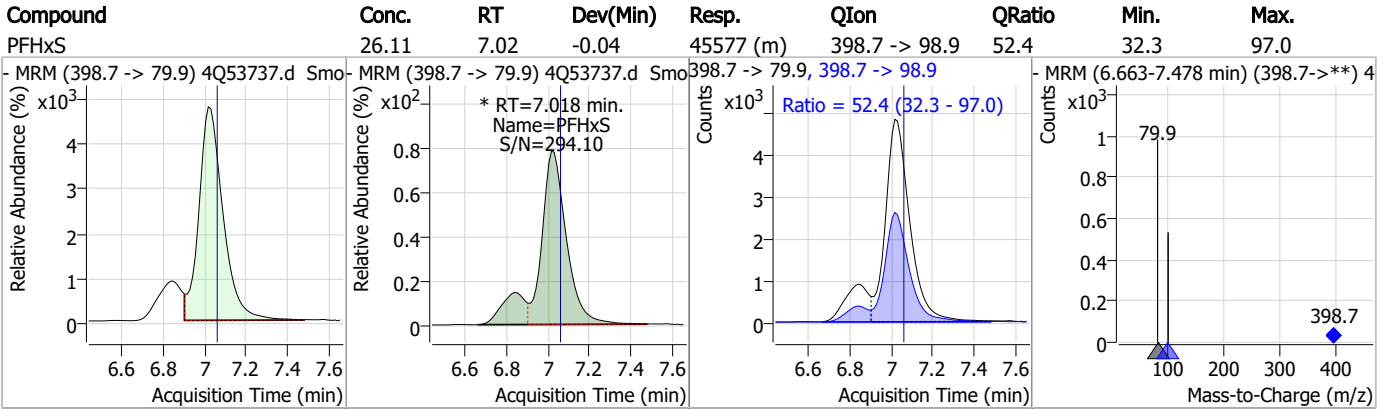 Compound Conc. RT Dev(Min) Resp. QIon QRatio Min. Max.
PFHxS 26.11 7.02 -0.04 45577 (m) 398.7 -> 98.9 52.4 32.3 97.0
- MRM (398.7 -> 79.9) 4Q53737.d Smo
x10³
Relative Abundance (%)
4
3
2
1
0
6.6 6.8 7 7.2 7.4 7.6
Acquisition Time (min)
- MRM (398.7 -> 79.9) 4Q53737.d Smo
x10²
* RT=7.018 min.
Name=PFHxS
S/N=294.10
Relative Abundance (%)
0.8
0.6
0.4
0.2
0
6.6 6.8 7 7.2 7.4 7.6
Acquisition Time (min)
398.7 -> 79.9, 398.7 -> 98.9
x10³
Ratio = 52.4 (32.3 - 97.0)
Counts
4
3
2
1
0
6.6 6.8 7 7.2 7.4 7.6
Acquisition Time (min)
- MRM (6.663-7.478 min) (398.7->**) 4
x10³
Counts
79.9
1
0.8
0.6
0.4
0.2
398.7
0
100 200 300 400
Mass-to-Charge (m/z)